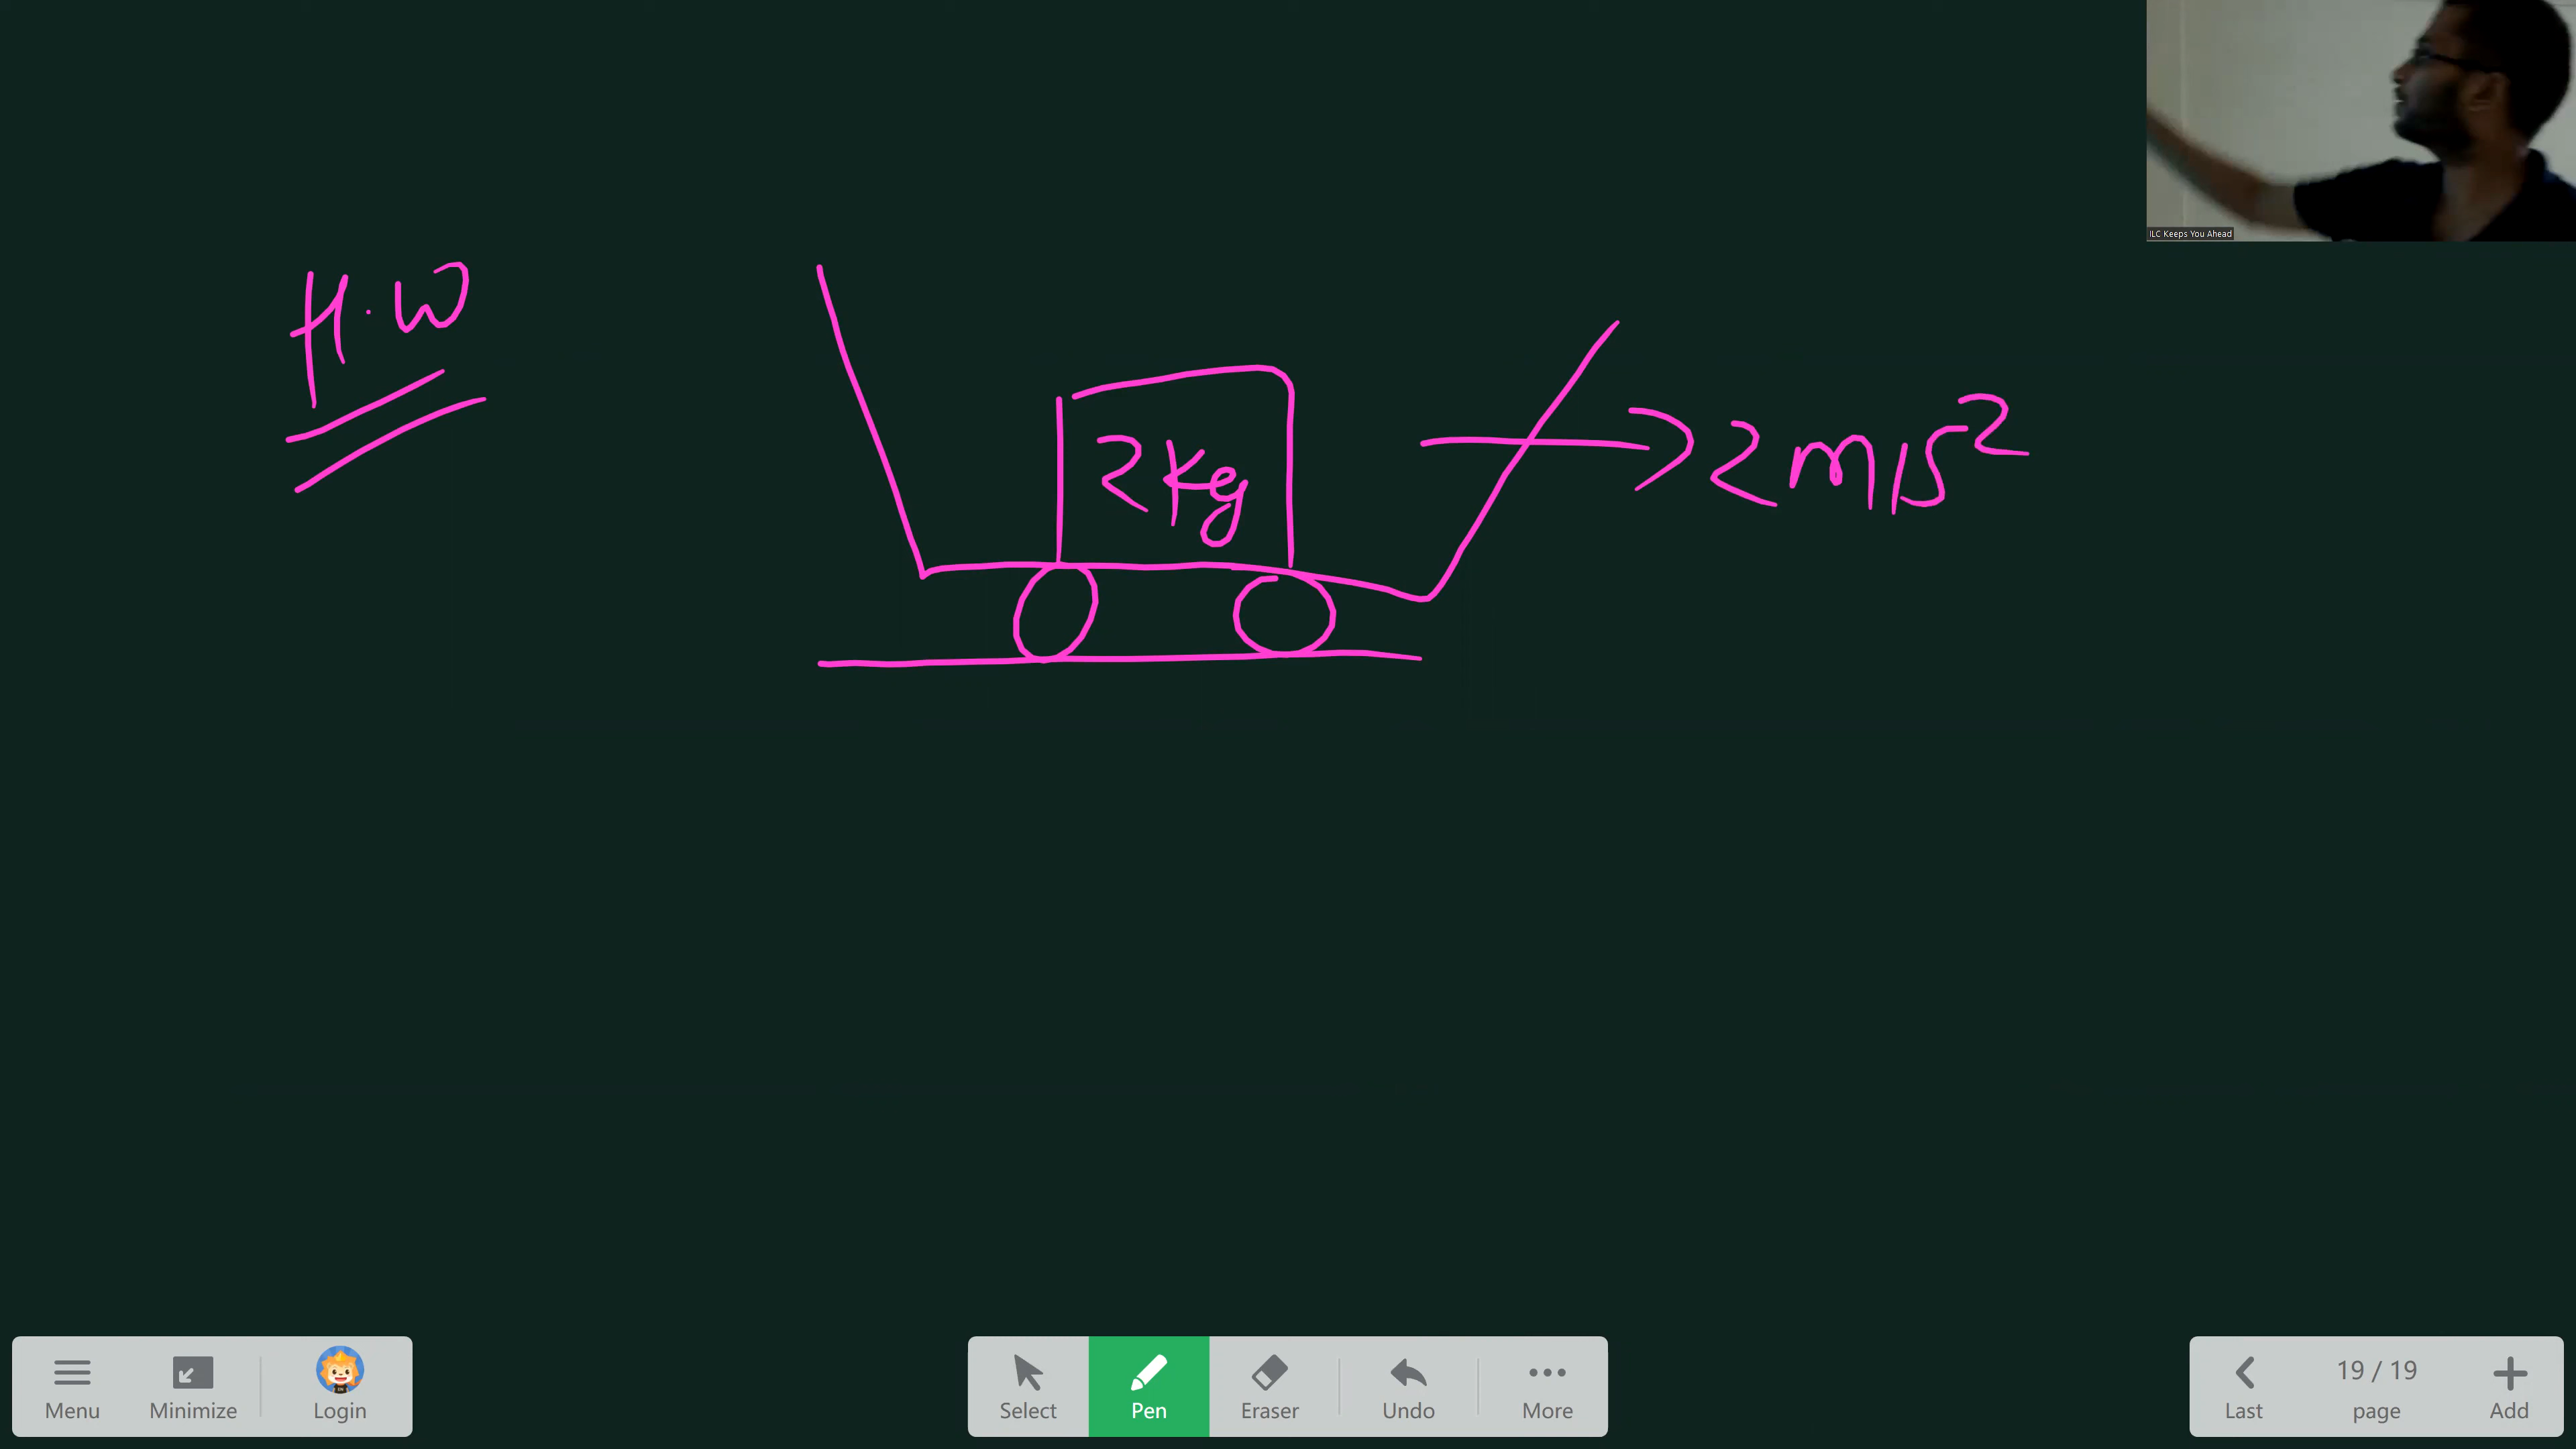 ILC Keeps You Ahead
H.W
2kg
2m/s²
Menu Minimize Login
Select Pen Eraser Undo More
Last 19 / 19 page Add